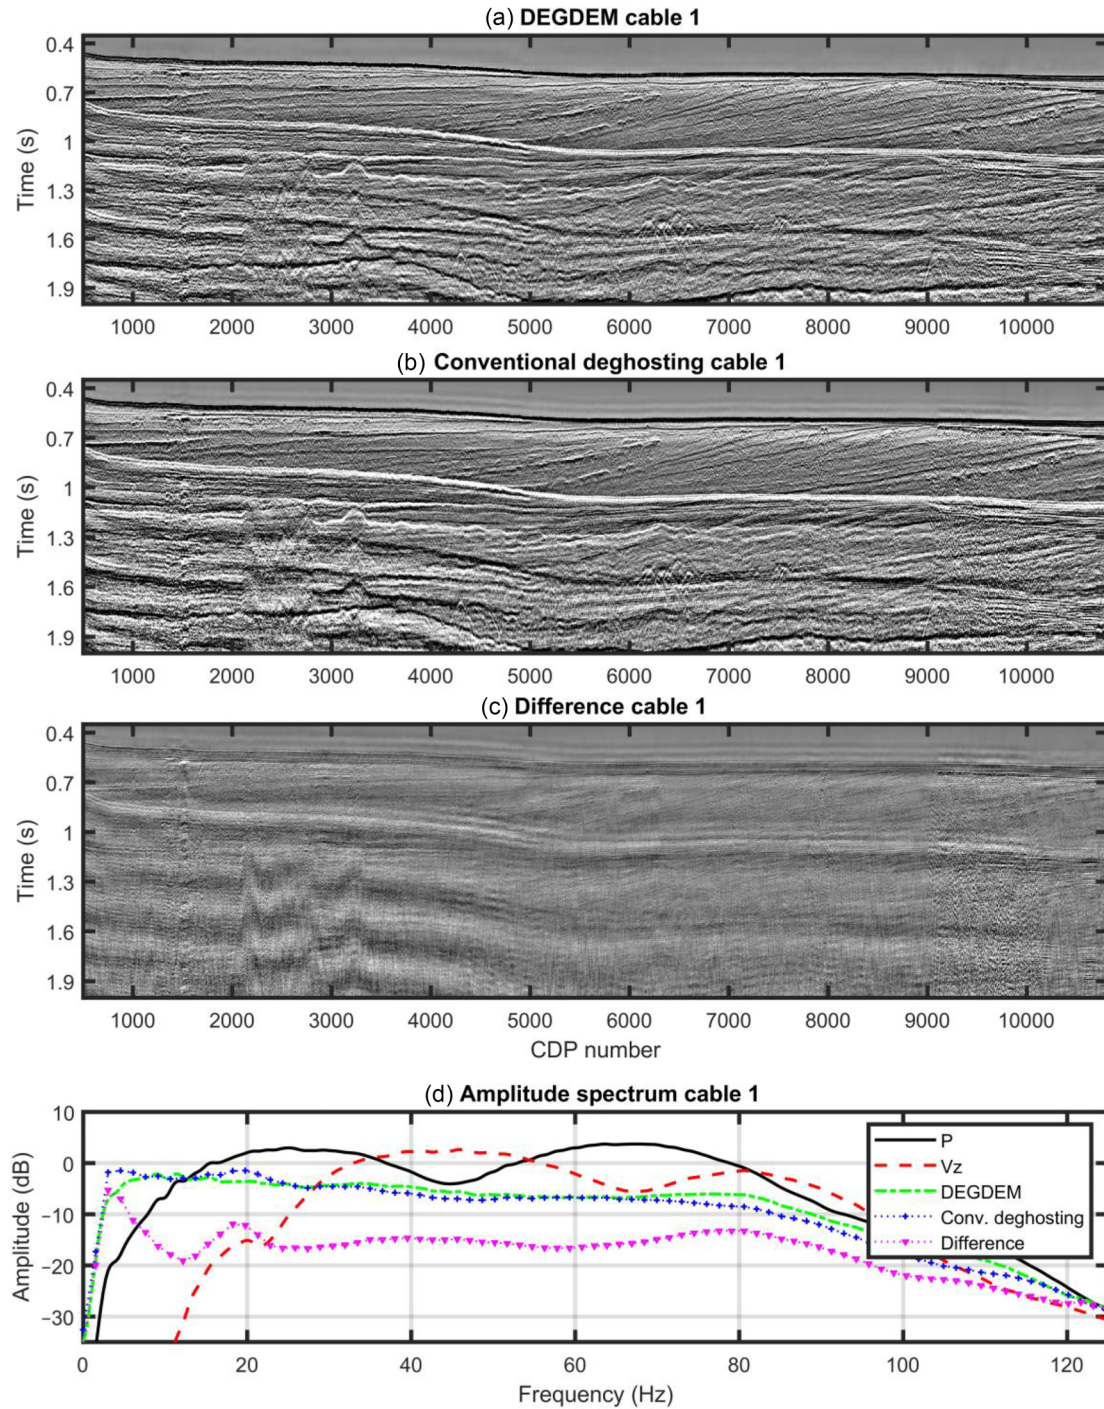 (a) DEGDEM cable 1
0.4
0.7
1
1.3
1.6
1.9
Time (s)
1000 2000 3000 4000 5000 6000 7000 8000 9000 10000
(b) Conventional deghosting cable 1
0.4
0.7
1
1.3
1.6
1.9
Time (s)
1000 2000 3000 4000 5000 6000 7000 8000 9000 10000
(c) Difference cable 1
0.4
0.7
1
1.3
1.6
1.9
Time (s)
1000 2000 3000 4000 5000 6000 7000 8000 9000 10000
CDP number
(d) Amplitude spectrum cable 1
10
0
−10
−20
−30
Amplitude (dB)
P
Vz
DEGDEM
Conv. deghosting
Difference
0 20 40 60 80 100 120
Frequency (Hz)